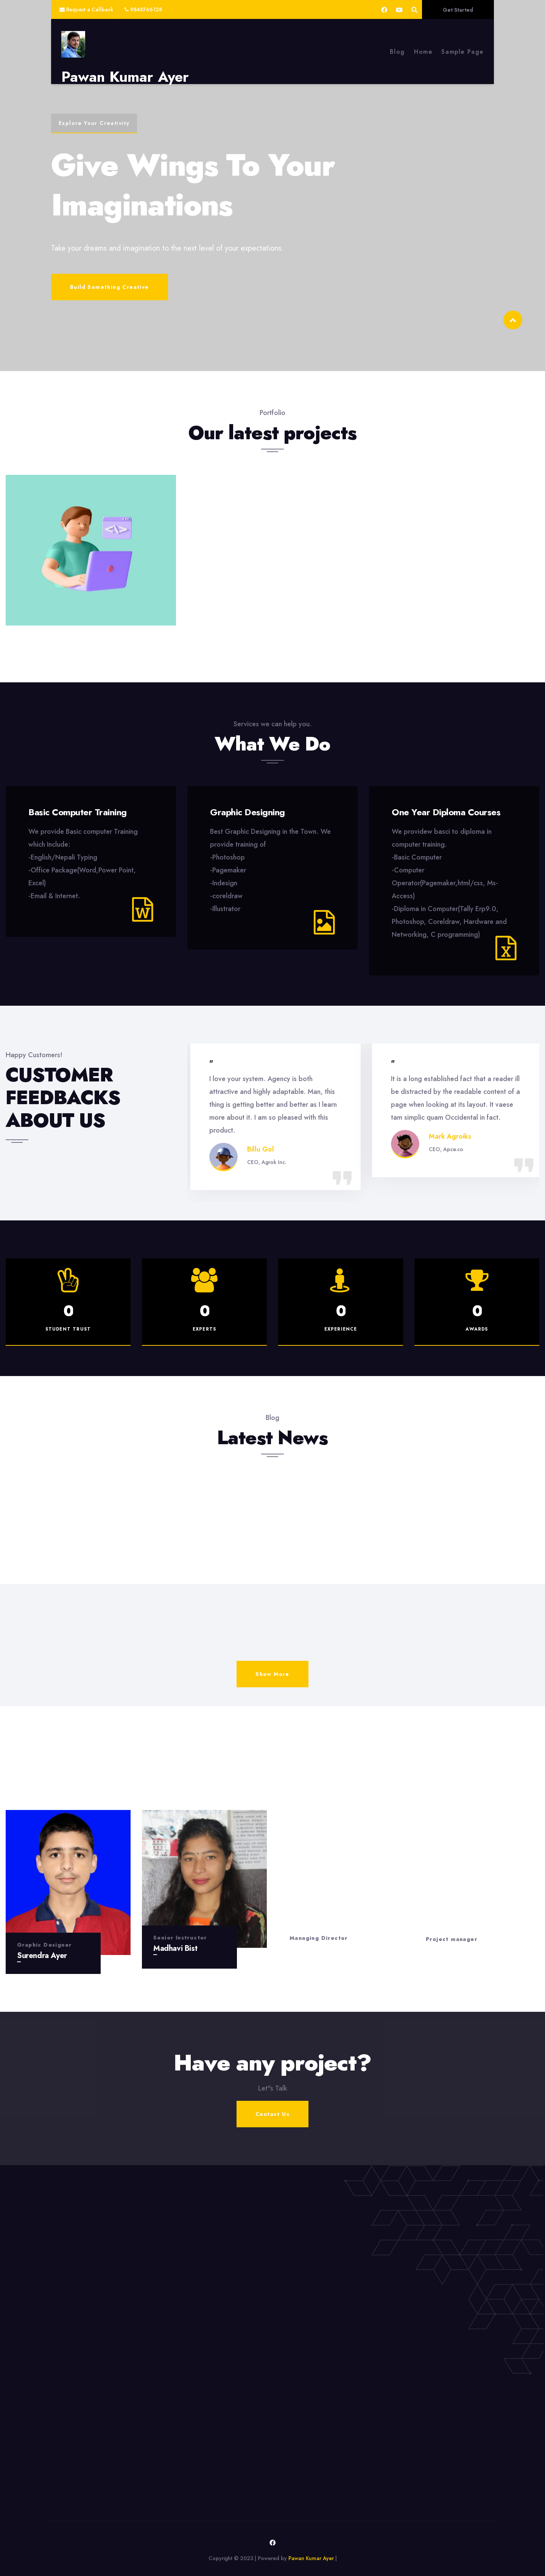 Request a Callback 9848766125
Get Started
Pawan Kumar Ayer
Blog Home Sample Page
Explore Your Creativity
Give Wings To Your
Imaginations
Take your dreams and imagination to the next level of your expectations.
Build Something Creative
Portfolio
Our latest projects
Services we can help you.
What We Do
Basic Computer Training
We provide Basic computer Training
which Include:
-English/Nepali Typing
-Office Package(Word,Power Point,
Excel)
-Email & Internet.
Graphic Designing
Best Graphic Designing in the Town. We
provide training of
-Photoshop
-Pagemaker
-Indesign
-coreldraw
-Illustrator
One Year Diploma Courses
We providew basci to diploma in
computer training.
-Basic Computer
-Computer
Operator(Pagemaker,html/css, Ms-
Access)
-Diploma in Computer(Tally Erp9.0,
Photoshop, Coreldraw, Hardware and
Networking, C programming)
Happy Customers!
CUSTOMER
FEEDBACKS
ABOUT US
"
I love your system. Agency is both
attractive and highly adaptable. Man, this
thing is getting better and better as I learn
more about it. I am so pleased with this
product.
Billu Gol
CEO, Agrok Inc.
"
It is a long established fact that a reader ill
be distracted by the readable content of a
page when looking at its layout. It vaese
tam simplic quam Occidental in fact.
Mark Agroiks
CEO, Apce.co
0
STUDENT TRUST
0
EXPERTS
0
EXPERIENCE
0
AWARDS
Blog
Latest News
Show More
Graphic Designer
Surendra Ayer
Senior Instructor
Madhavi Bist
Managing Director
Project manager
Have any project?
Let"s Talk
Contact Us
Copyright © 2023 | Powered by Pawan Kumar Ayer |